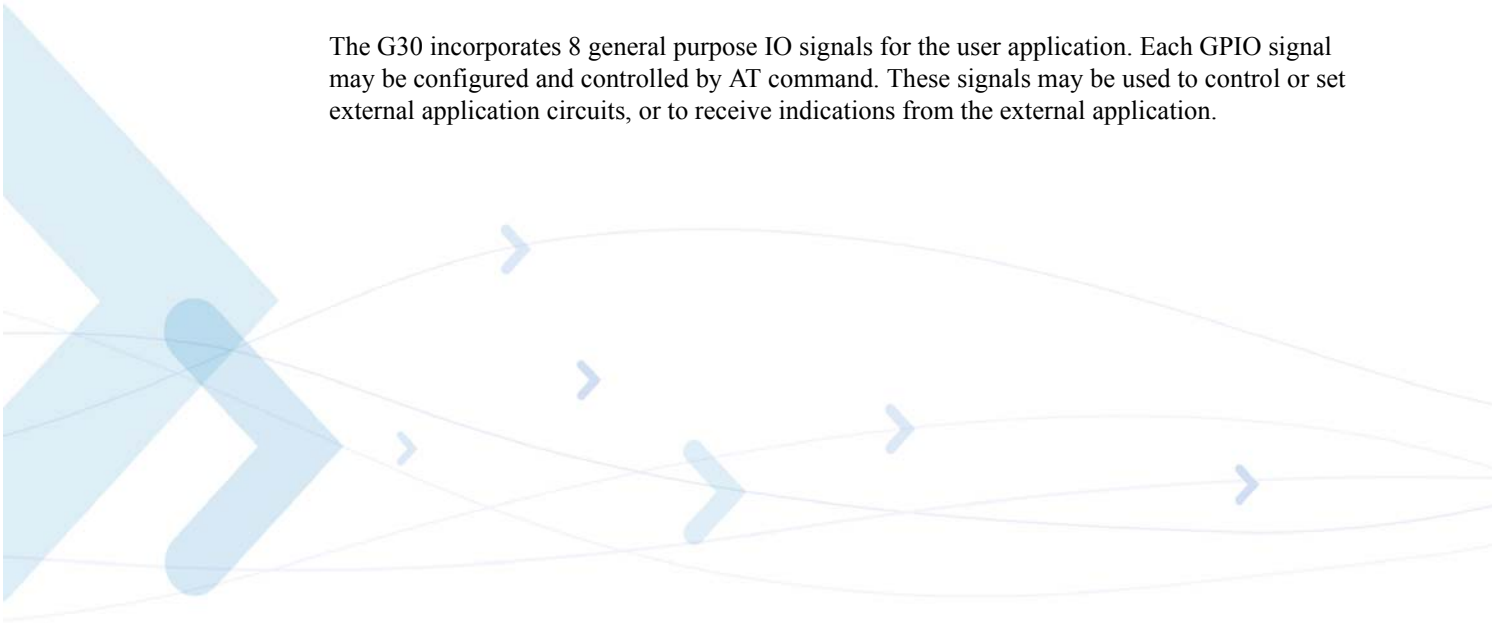 The G30 incorporates 8 general purpose IO signals for the user application. Each GPIO signal
may be configured and controlled by AT command. These signals may be used to control or set
external application circuits, or to receive indications from the external application.